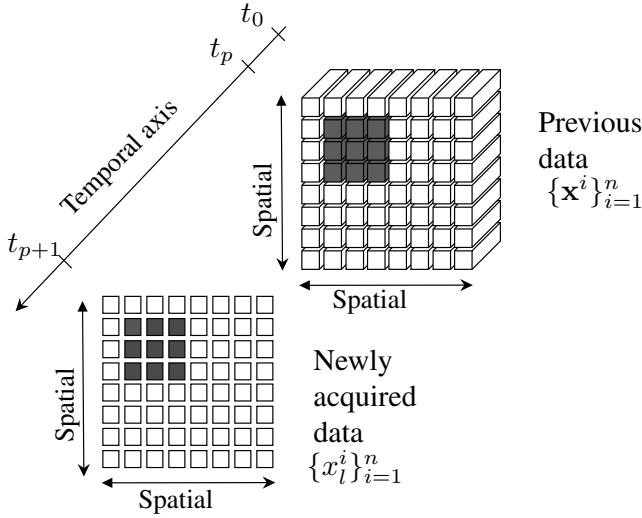 t_0
t_p
Temporal axis
t_{p+1}
Spatial
Spatial
Previous
data
\{\mathbf{x}^i\}_{i=1}^n
Spatial
Spatial
Newly
acquired
data
\{x_l^i\}_{i=1}^n